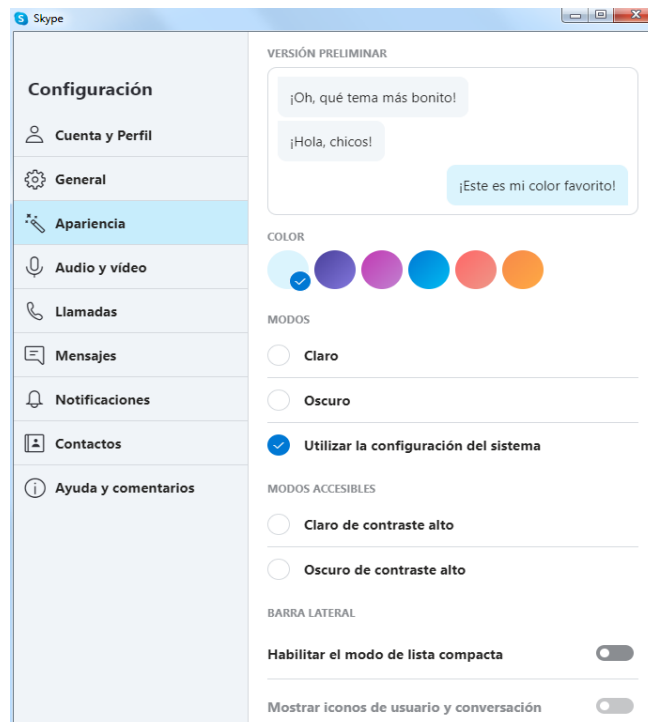 Skype
Configuración
Cuenta y Perfil
General
Apariencia
Audio y vídeo
Llamadas
Mensajes
Notificaciones
Contactos
Ayuda y comentarios
VERSIÓN PRELIMINAR
¡Oh, qué tema más bonito!
¡Hola, chicos!
¡Este es mi color favorito!
COLOR
MODOS
Claro
Oscuro
Utilizar la configuración del sistema
MODOS ACCESIBLES
Claro de contraste alto
Oscuro de contraste alto
BARRA LATERAL
Habilitar el modo de lista compacta
Mostrar iconos de usuario y conversación